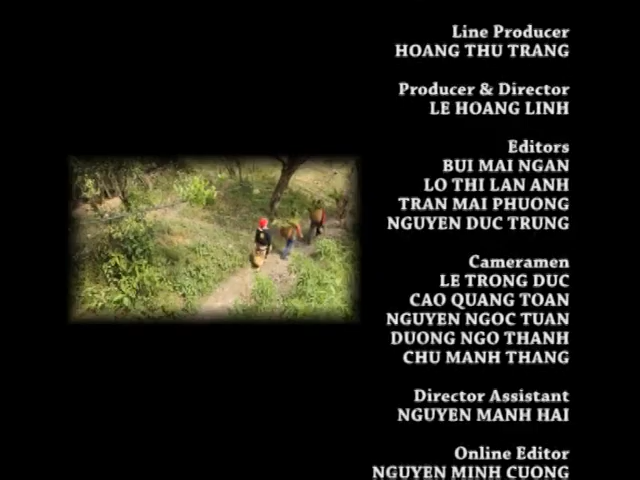 Line Producer
HOANG THU TRANG
Producer & Director
LE HOANG LINH
Editors
BUI MAI NGAN
LO THI LAN ANH
TRAN MAI PHUONG
NGUYEN DUC TRUNG
Cameramen
LE TRONG DUC
CAO QUANG TOAN
NGUYEN NGOC TUAN
DUONG NGO THANH
CHU MANH THANG
Director Assistant
NGUYEN MANH HAI
Online Editor
NGUYEN MINH CUONG